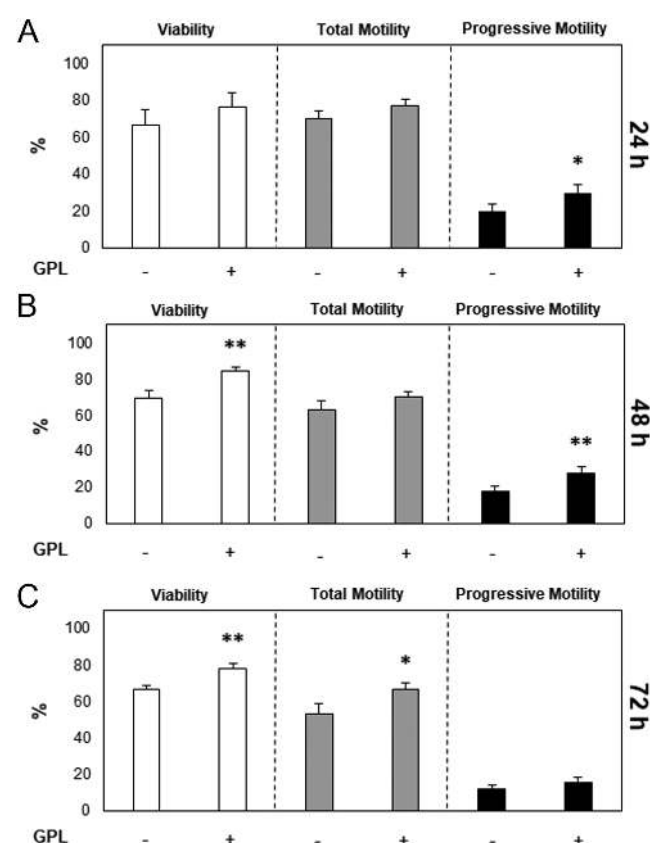 A
Viability Total Motility Progressive Motility
100
80
60
40
20
0
%
*
24 h
GPL - + - + - +
B
Viability Total Motility Progressive Motility
100
80
60
40
20
0
%
**
**
48 h
GPL - + - + - +
C
Viability Total Motility Progressive Motility
100
80
60
40
20
0
%
**
*
72 h
GPL - + - + - +